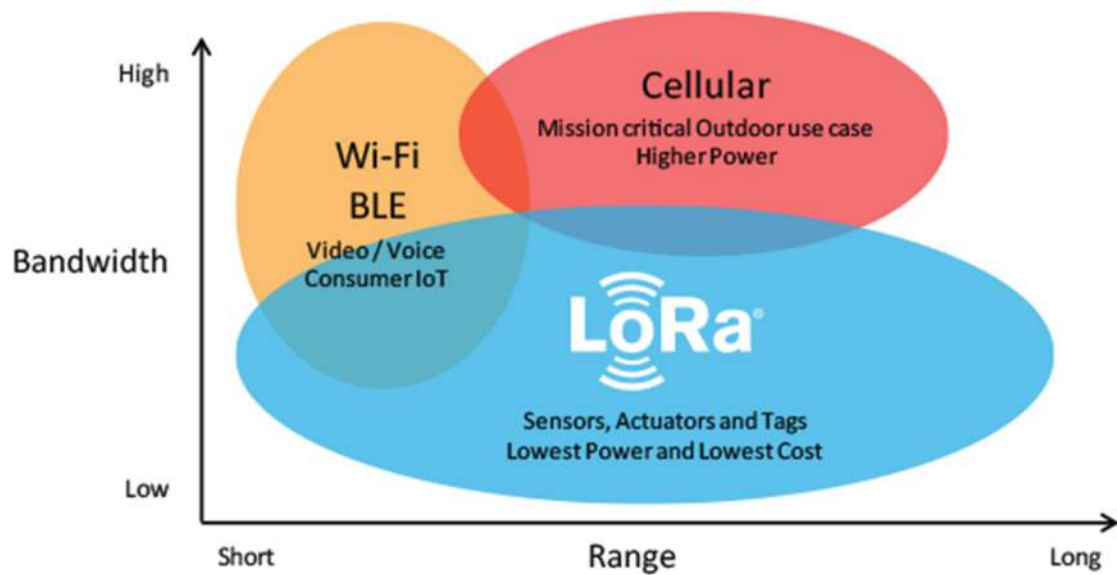 High
Cellular
Mission critical Outdoor use case
Higher Power
Wi-Fi
BLE
Video / Voice
Consumer IoT
Bandwidth
LoRa®
Sensors, Actuators and Tags
Lowest Power and Lowest Cost
Low
Short
Range
Long